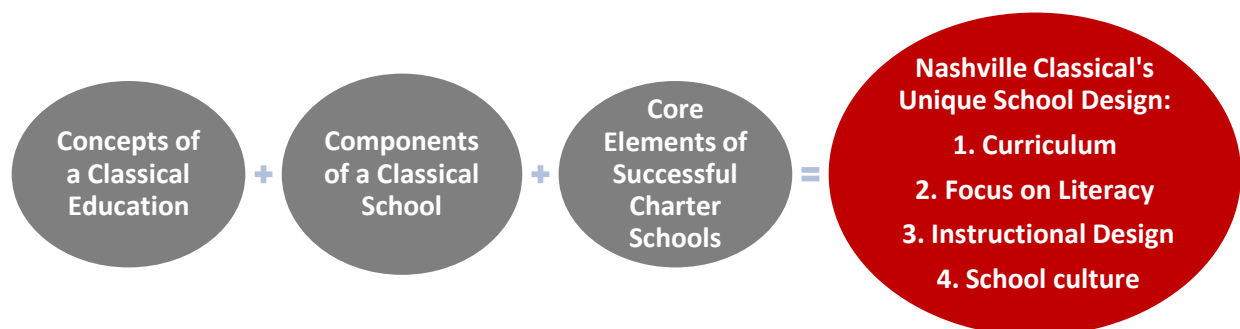 Concepts of
a Classical
Education
+
Components
of a Classical
School
+
Core
Elements of
Successful
Charter
Schools
=
Nashville Classical's
Unique School Design:
1. Curriculum
2. Focus on Literacy
3. Instructional Design
4. School culture